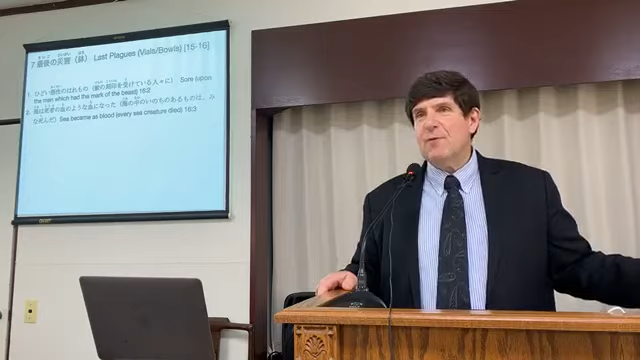 7 最後の災害（鉢） Last Plagues (Vials/Bowls) [15-16]
1. ひどい悪性のはれもの（獣の刻印を受けている人々に） Sore (upon
the men which had the mark of the beast) 16:2
2. 海は死者の血のような血になった（海の中のいのちのあるものは、み
な死んだ） Sea became as blood (every sea creature died) 16:3